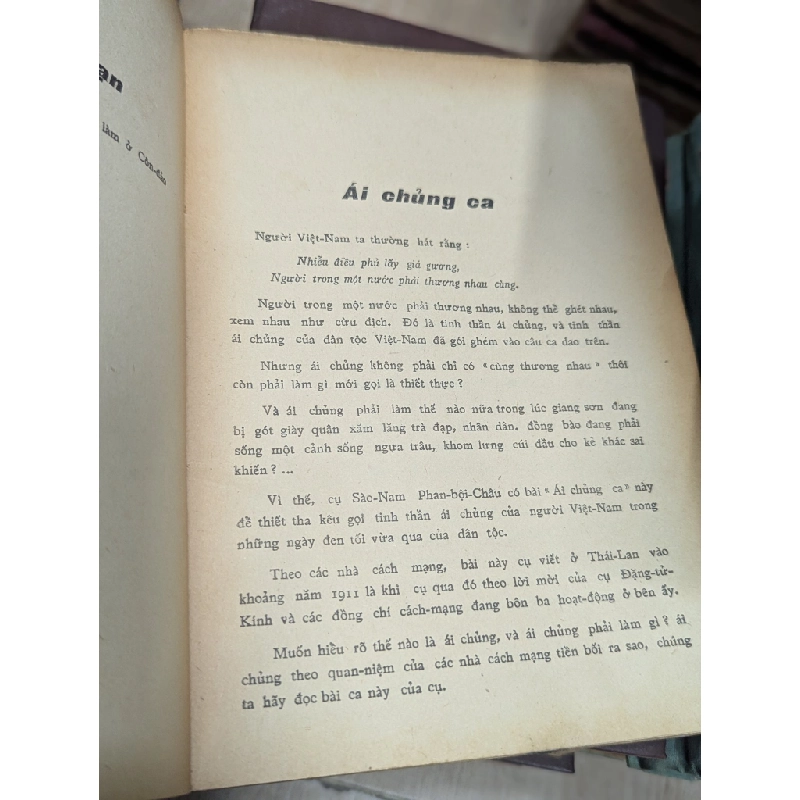 ạn
làm ở Côn-đảo
Ái chủng ca
Người Việt-Nam ta thường hát rằng :
Nhiễu điều phủ lấy giá gương,
Người trong một nước phải thương nhau cùng.
Người trong một nước phải thương nhau, không thể ghét nhau,
xem nhau như cừu địch. Đó là tinh thần ái chủng, và tinh thần
ái chủng của dân tộc Việt-Nam đã gói ghém vào câu ca dao trên.
Nhưng ái chủng không phải chỉ có « cùng thương nhau » thôi
còn phải làm gì mới gọi là thiết thực ?
Và ái chủng phải làm thế nào nữa trong lúc giang sơn đang
bị gót giày quân xăm lăng trà đạp, nhân dân. đồng bào đang phải
sống một cảnh sống ngựa trâu, khom lưng cúi đầu cho kẻ khác sai
khiến ? ...
Vì thế, cụ Sào-Nam Phan-bội-Châu có bài « Ái chủng ca » này
để thiết tha kêu gọi tinh thần ái chủng của người Việt-Nam trong
những ngày đen tối vừa qua của dân tộc.
Theo các nhà cách mạng, bài này cụ viết ở Thái-Lan vào
khoảng năm 1911 là khi cụ qua đó theo lời mời của cụ Đặng-tử-
Kính và các đồng chí cách-mạng đang bôn ba hoạt-động ở bên ấy.
Muốn hiểu rõ thế nào là ái chủng, và ái chủng phải làm gì ? ái
chủng theo quan-niệm của các nhà cách mạng tiền bối ra sao, chúng
ta hãy đọc bài ca này của cụ.